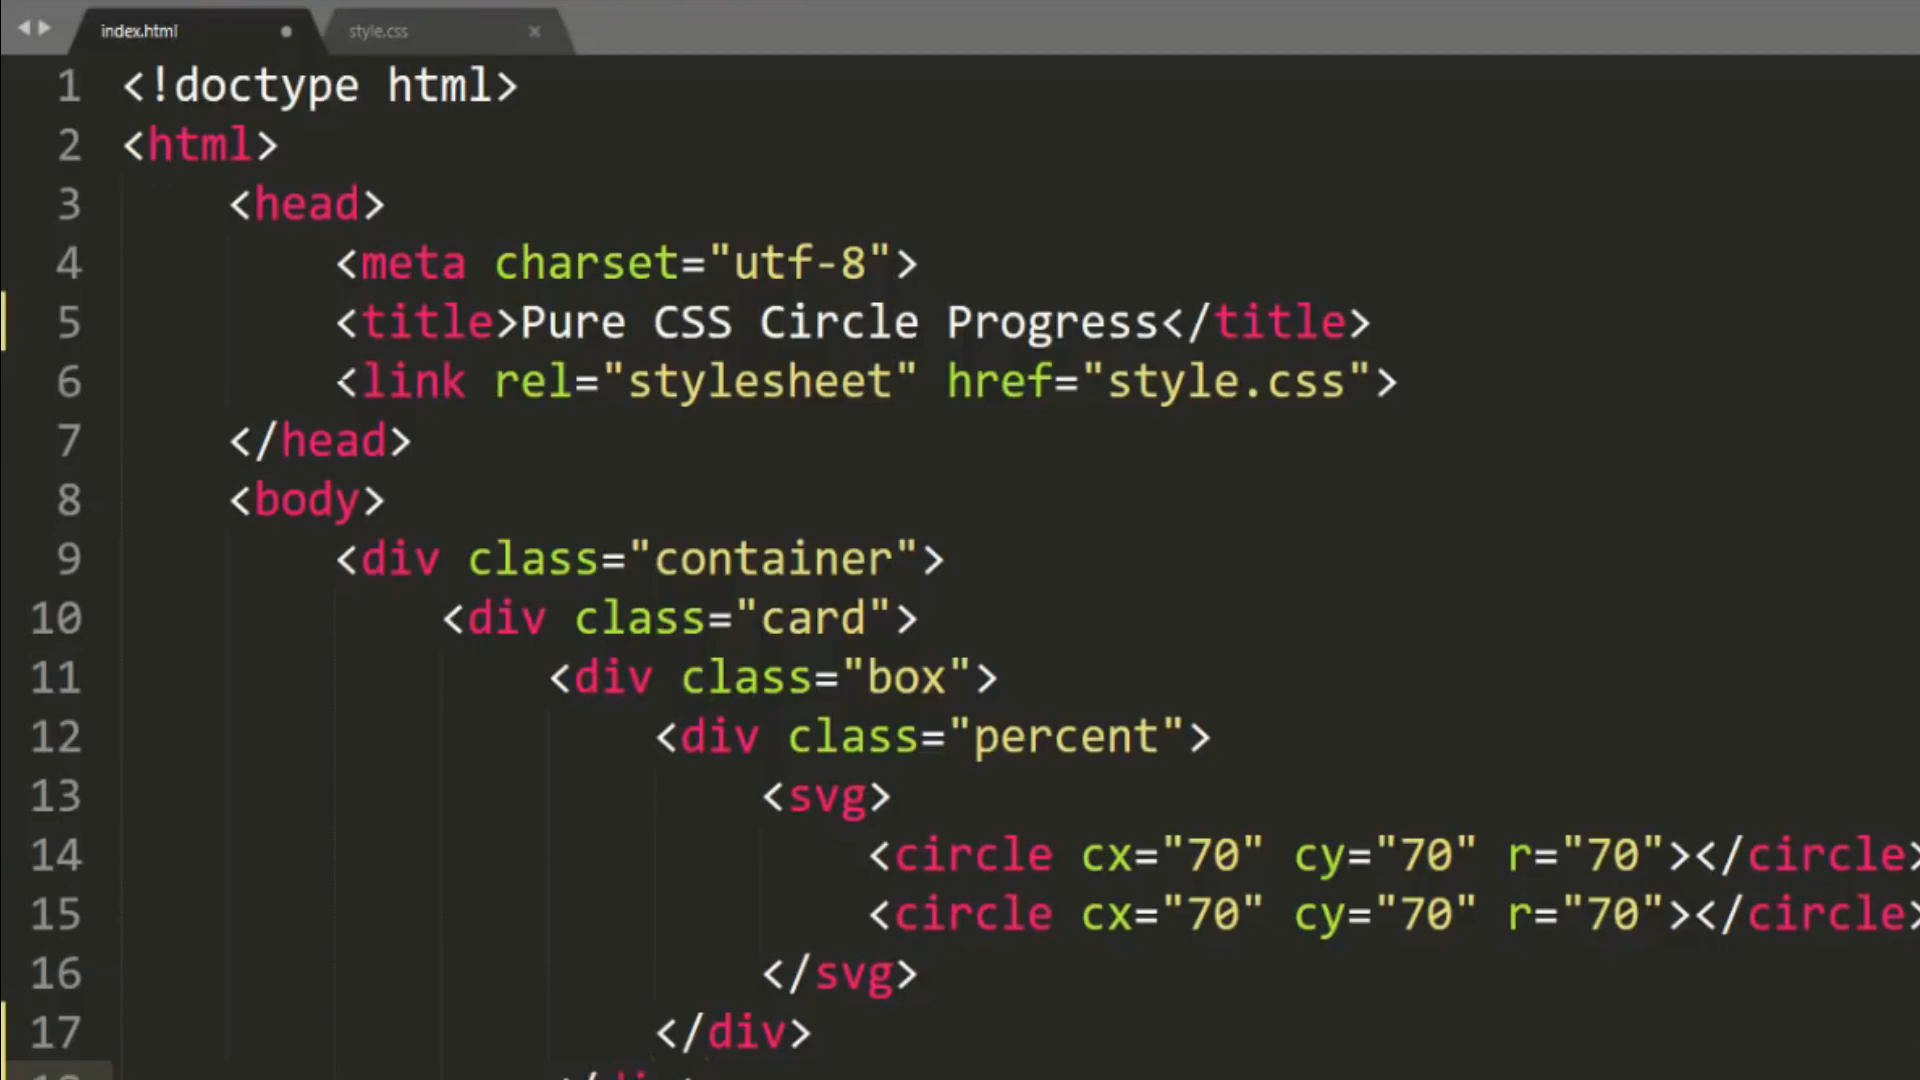 index.html
style.css
1 <!doctype html>
2 <html>
3 <head>
4 <meta charset="utf-8">
5 <title>Pure CSS Circle Progress</title>
6 <link rel="stylesheet" href="style.css">
7 </head>
8 <body>
9 <div class="container">
10 <div class="card">
11 <div class="box">
12 <div class="percent">
13 <svg>
14 <circle cx="70" cy="70" r="70"></circle>
15 <circle cx="70" cy="70" r="70"></circle>
16 </svg>
17 </div>